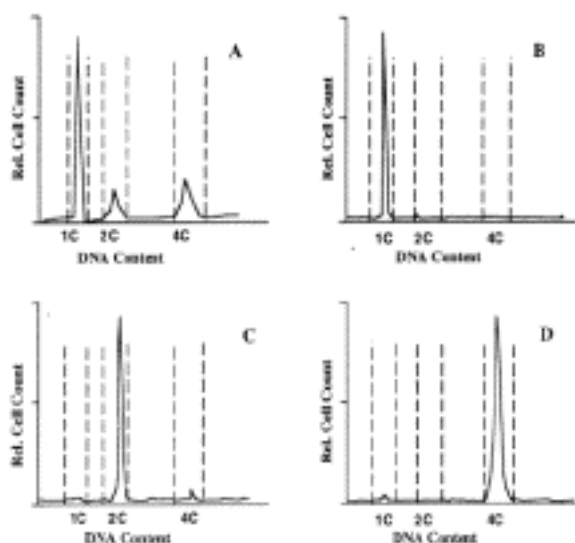 A
Rel. Cell Count
1C 2C 4C
DNA Content
B
Rel. Cell Count
1C 2C 4C
DNA Content
C
Rel. Cell Count
1C 2C 4C
DNA Content
D
Rel. Cell Count
1C 2C 4C
DNA Content